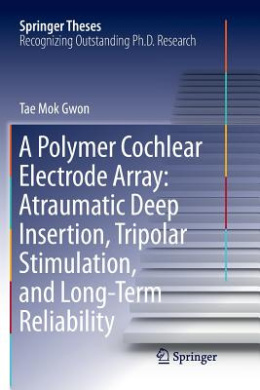 Springer Theses
Recognizing Outstanding Ph.D. Research
Tae Mok Gwon
A Polymer Cochlear
Electrode Array:
Atraumatic Deep
Insertion, Tripolar
Stimulation,
and Long-Term
Reliability
Springer